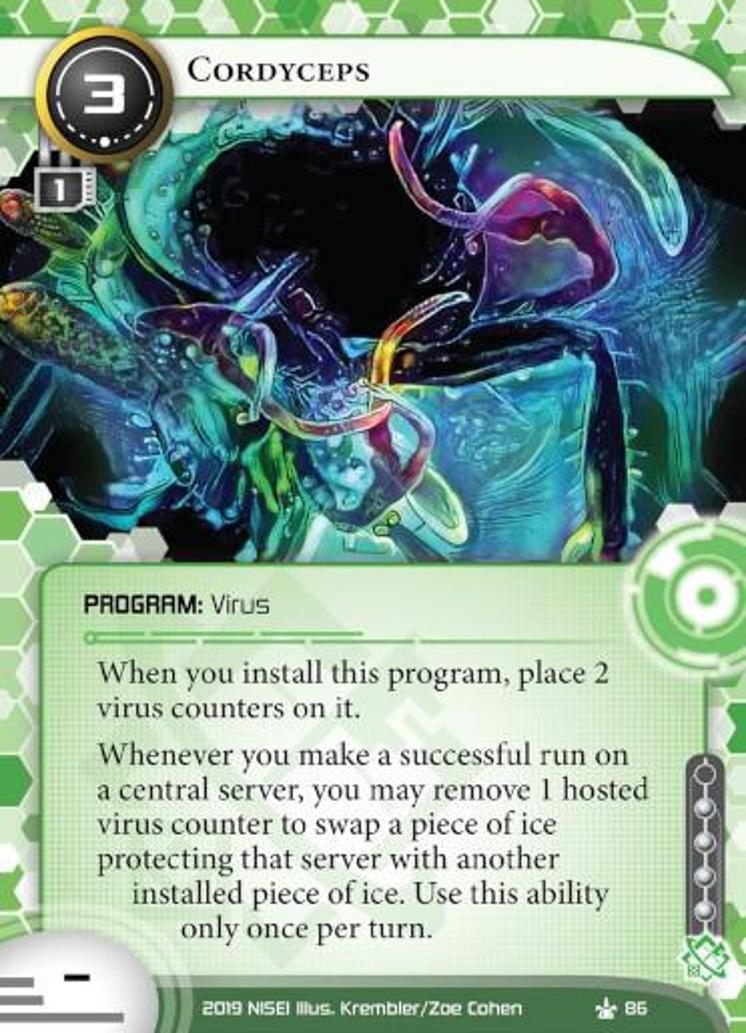 3
CORDYCEPS
1
PROGRAM: Virus
When you install this program, place 2
virus counters on it.
Whenever you make a successful run on
a central server, you may remove 1 hosted
virus counter to swap a piece of ice
protecting that server with another
installed piece of ice. Use this ability
only once per turn.
-
2019 NISEI Illus. Krembler/Zoe Cohen
86